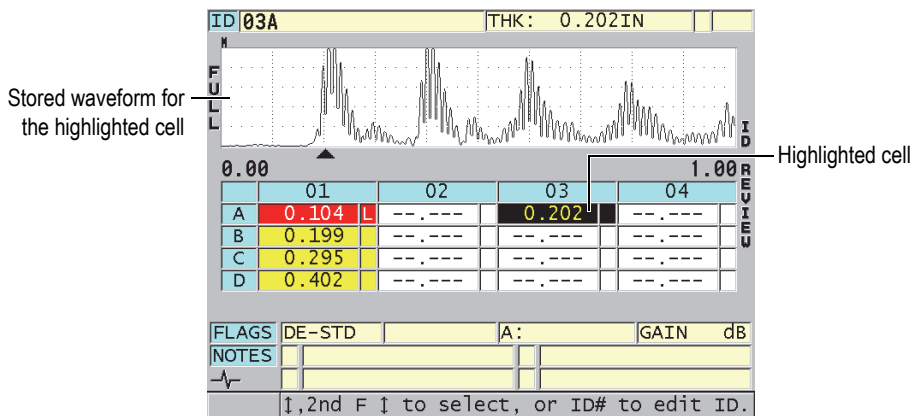 ID 03A THK: 0.202IN
M
FULL
Stored waveform for
the highlighted cell
ID REVIEW
0.00 1.00
Highlighted cell
01 02 03 04
A 0.104 L --.--- 0.202 --.---
B 0.199 --.--- --.--- --.---
C 0.295 --.--- --.--- --.---
D 0.402 --.--- --.--- --.---
FLAGS DE-STD A: GAIN dB
NOTES
↕,2nd F ↕ to select, or ID# to edit ID.